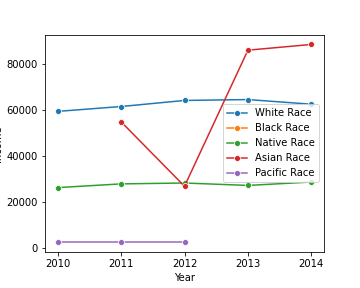 80000
60000
40000
20000
0
White Race
Black Race
Native Race
Asian Race
Pacific Race
2010 2011 2012 2013 2014
Year